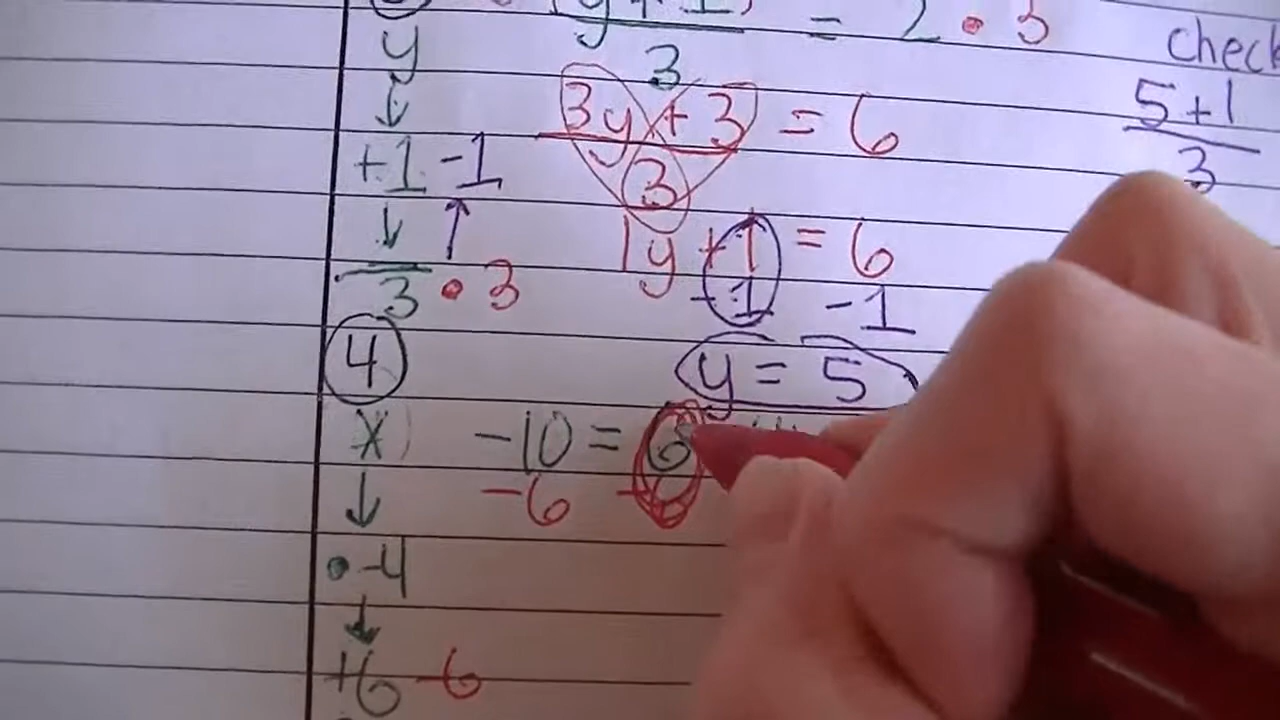 = 2 • 3
y 3 check
↓ 3y + 3 = 6 5 + 1
+1 -1 3 3
↓ ↑ 1y + 1 = 6
3 • 3 - 1 - 1
4 y = 5
x -10 = 6
↓ -6 -6
• -4
↓
+6 -6